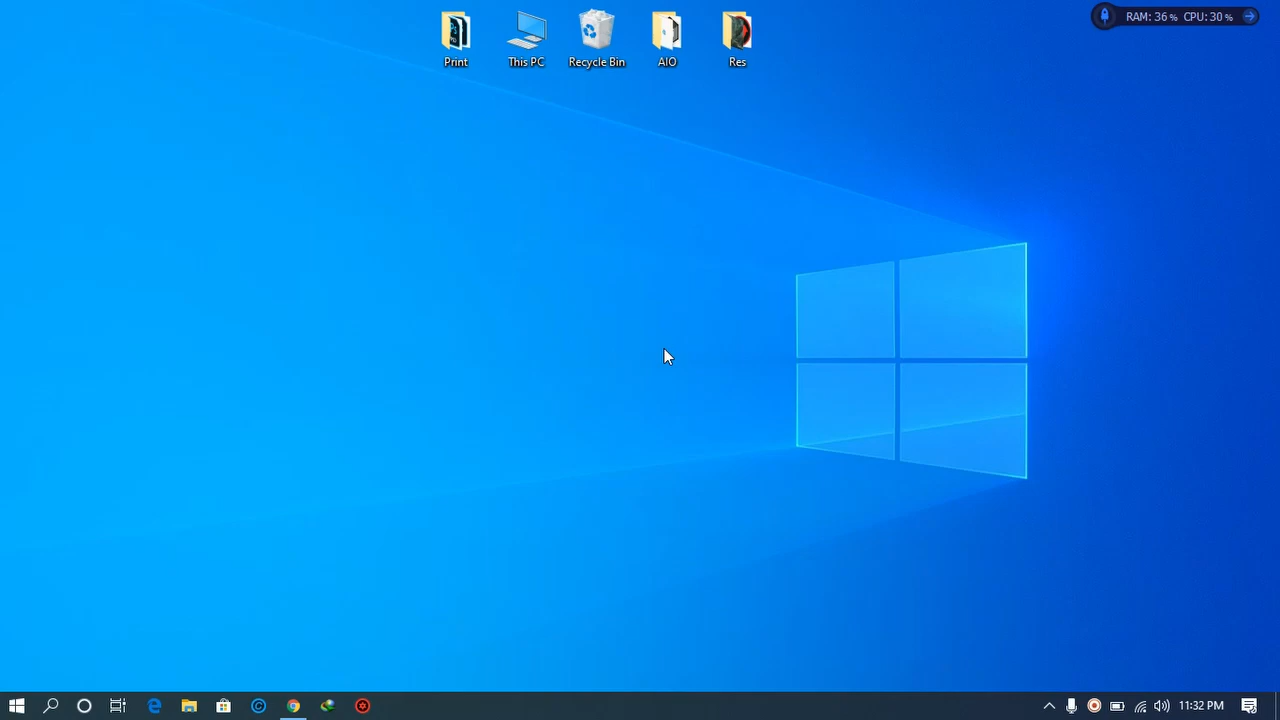 Print
This PC
Recycle Bin
AIO
Res
RAM: 36 % CPU: 30 %
11:32 PM